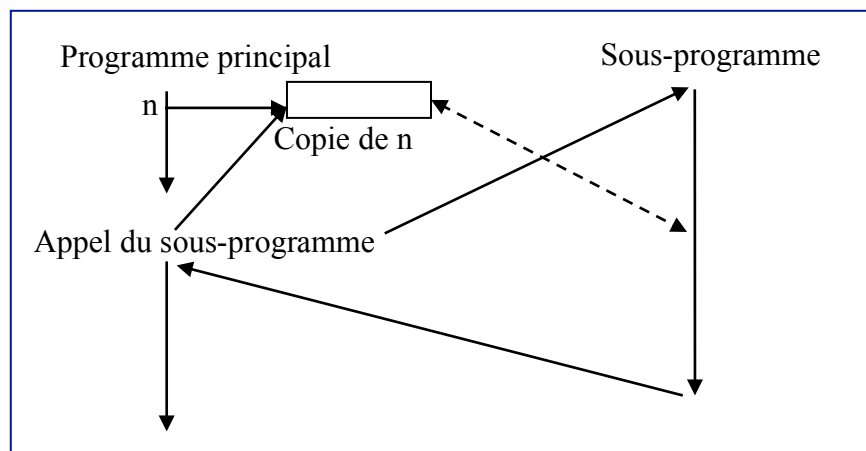 Programme principal
Sous-programme
n
Copie de n
Appel du sous-programme